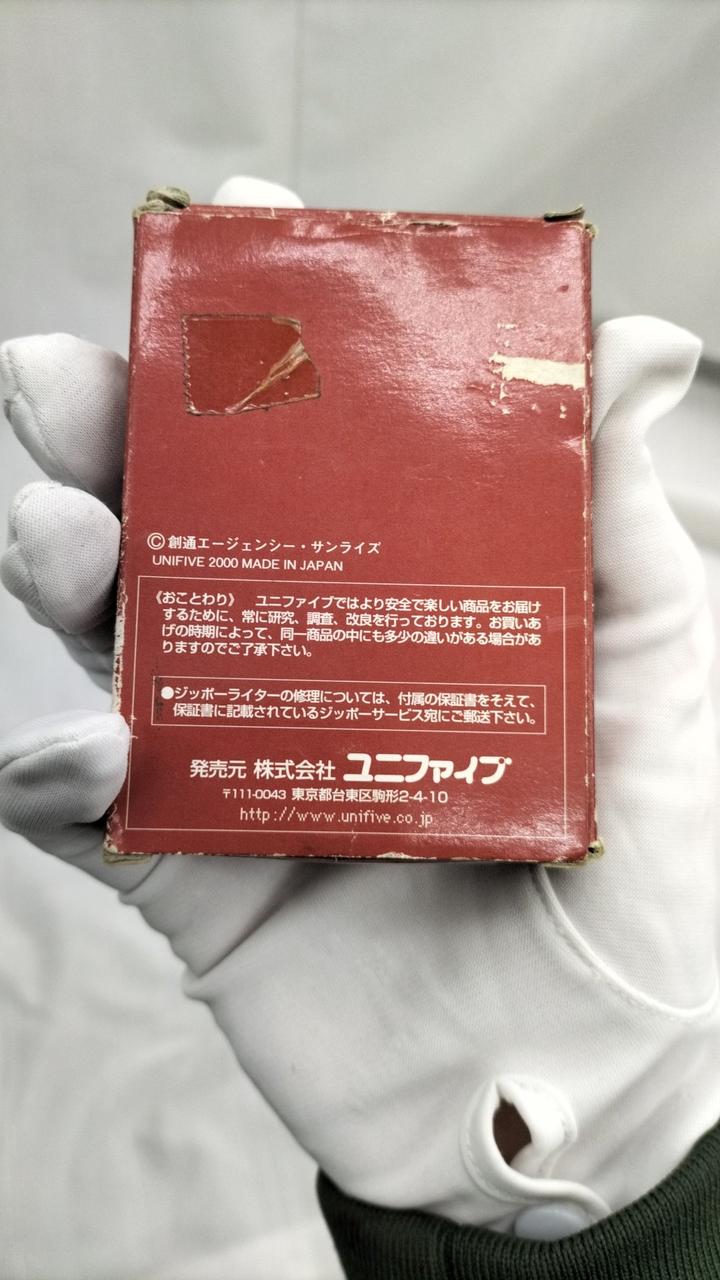 ©創通エージェンシー・サンライズ
UNIFIVE 2000 MADE IN JAPAN
《おことわり》 ユニファイブではより安全で楽しい商品をお届け
するために、常に研究、調査、改良を行っております。お買いあ
げの時期によって、同一商品の中にも多少の違いがある場合があ
りますのでご了承下さい。
●ジッポーライターの修理については、付属の保証書をそえて、
保証書に記載されているジッポーサービス宛にご郵送下さい。
発売元 株式会社 ユニファイブ
〒111-0043 東京都台東区駒形2-4-10
http://www.unifive.co.jp